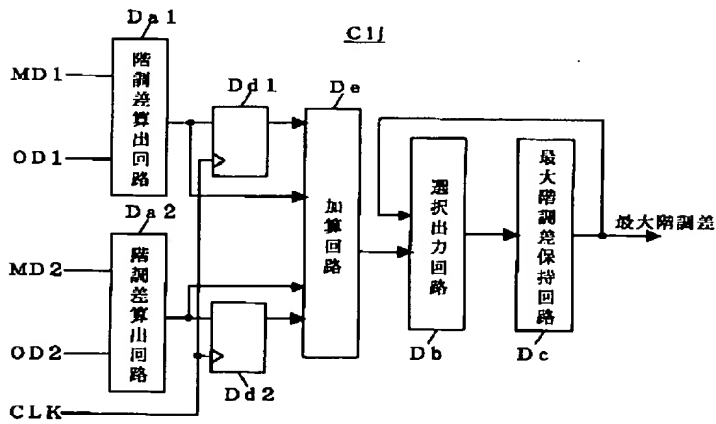 Da1
C1j
MD1
階調差算出回路
OD1
Dd1
De
加算回路
選択出力回路
Db
最大階調差保持回路
Dc
最大階調差
Da2
MD2
階調差算出回路
OD2
Dd2
CLK